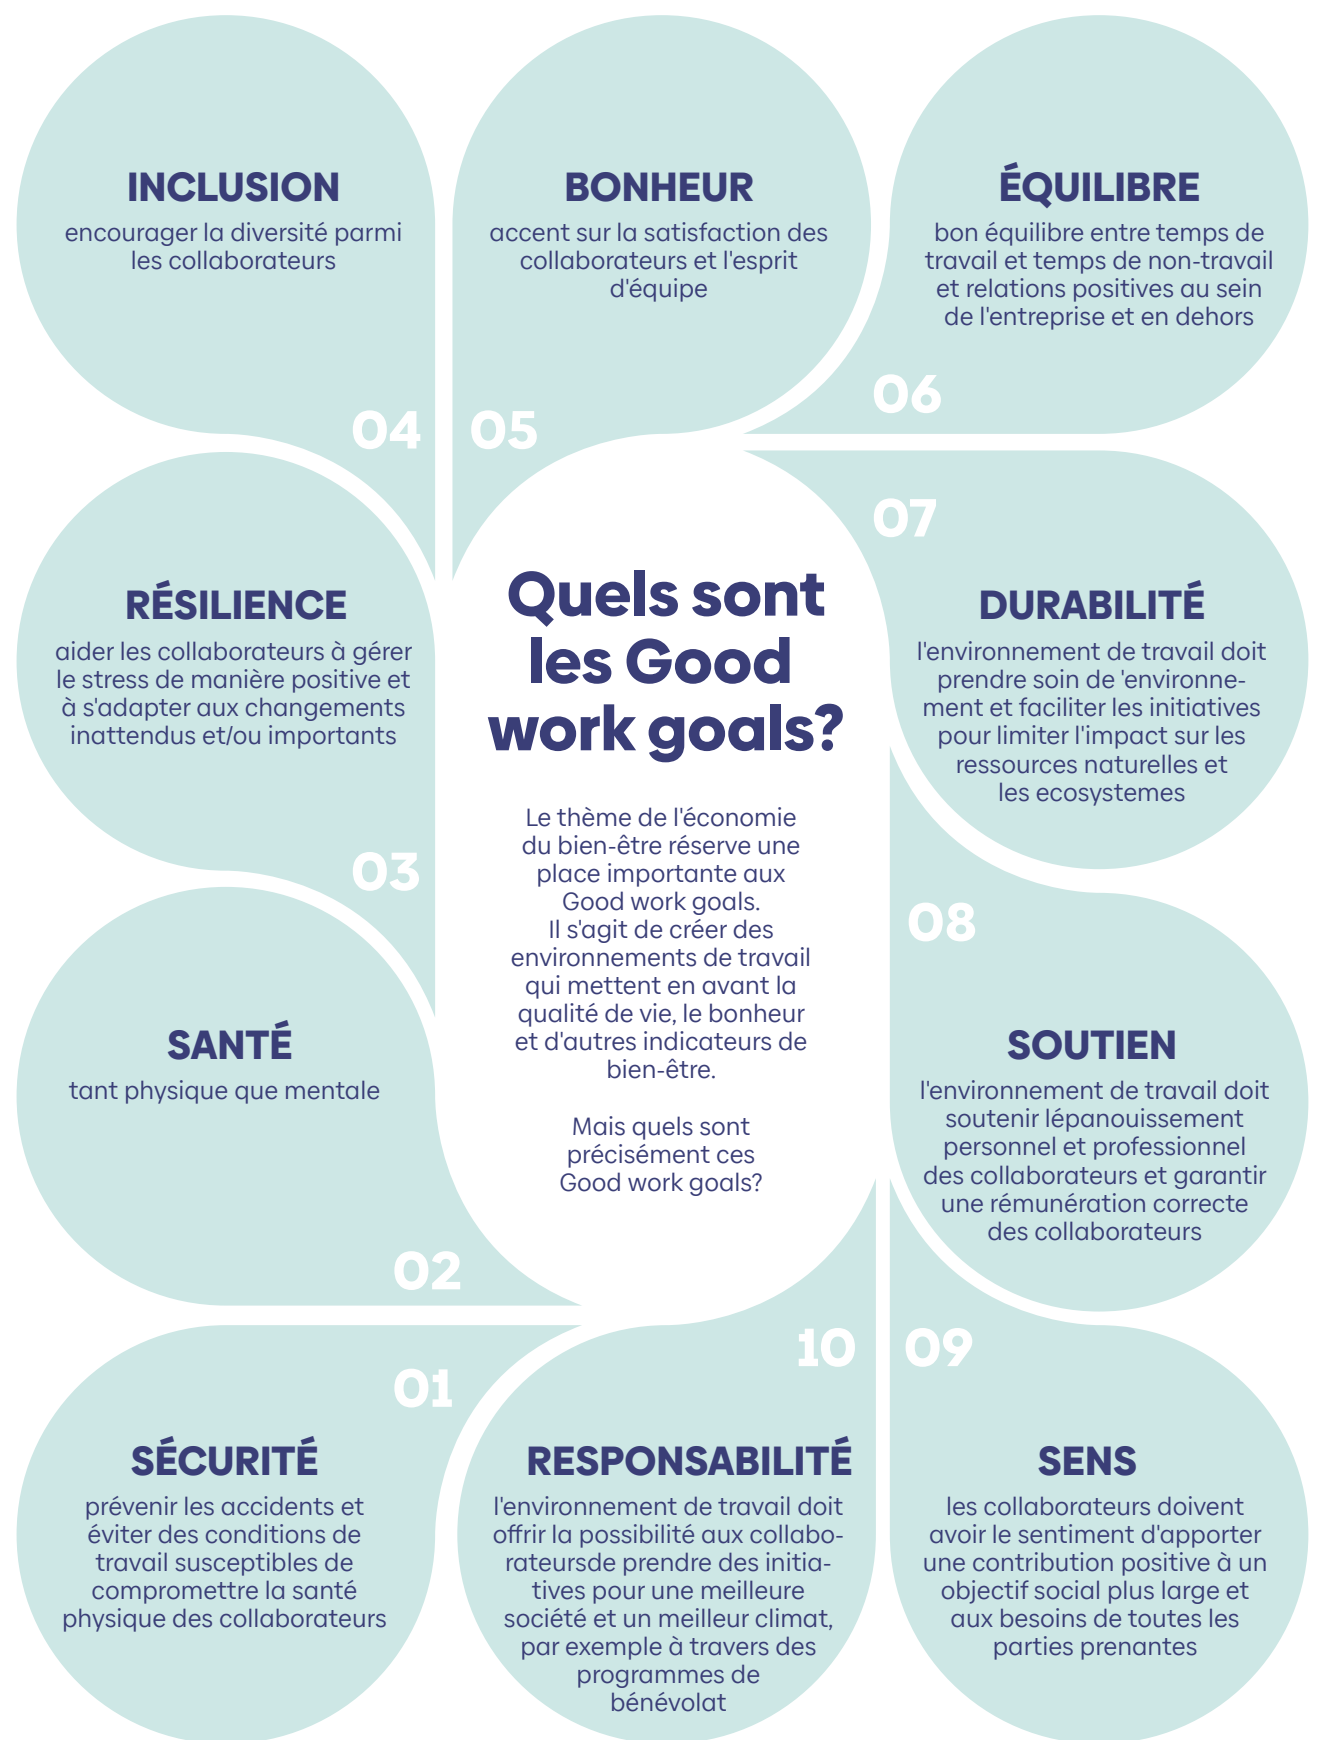 INCLUSION
encourager la diversité parmi
les collaborateurs
04
BONHEUR
accent sur la satisfaction des
collaborateurs et l'esprit
d'équipe
05
ÉQUILIBRE
bon équilibre entre temps de
travail et temps de non-travail
et relations positives au sein
de l'entreprise et en dehors
06
RÉSILIENCE
aider les collaborateurs à gérer
le stress de manière positive et
à s'adapter aux changements
inattendus et/ou importants
03
Quels sont
les Good
work goals?
Le thème de l'économie
du bien-être réserve une
place importante aux
Good work goals.
Il s'agit de créer des
environnements de travail
qui mettent en avant la
qualité de vie, le bonheur
et d'autres indicateurs de
bien-être.
Mais quels sont
précisément ces
Good work goals?
07
DURABILITÉ
l'environnement de travail doit
prendre soin de 'environne-
ment et faciliter les initiatives
pour limiter l'impact sur les
ressources naturelles et
les ecosystemes
SANTÉ
tant physique que mentale
02
08
SOUTIEN
l'environnement de travail doit
soutenir lépanouissement
personnel et professionnel
des collaborateurs et garantir
une rémunération correcte
des collaborateurs
01
SÉCURITÉ
prévenir les accidents et
éviter des conditions de
travail susceptibles de
compromettre la santé
physique des collaborateurs
10
RESPONSABILITÉ
l'environnement de travail doit
offrir la possibilité aux collabo-
rateursde prendre des initia-
tives pour une meilleure
société et un meilleur climat,
par exemple à travers des
programmes de
bénévolat
09
SENS
les collaborateurs doivent
avoir le sentiment d'apporter
une contribution positive à un
objectif social plus large et
aux besoins de toutes les
parties prenantes